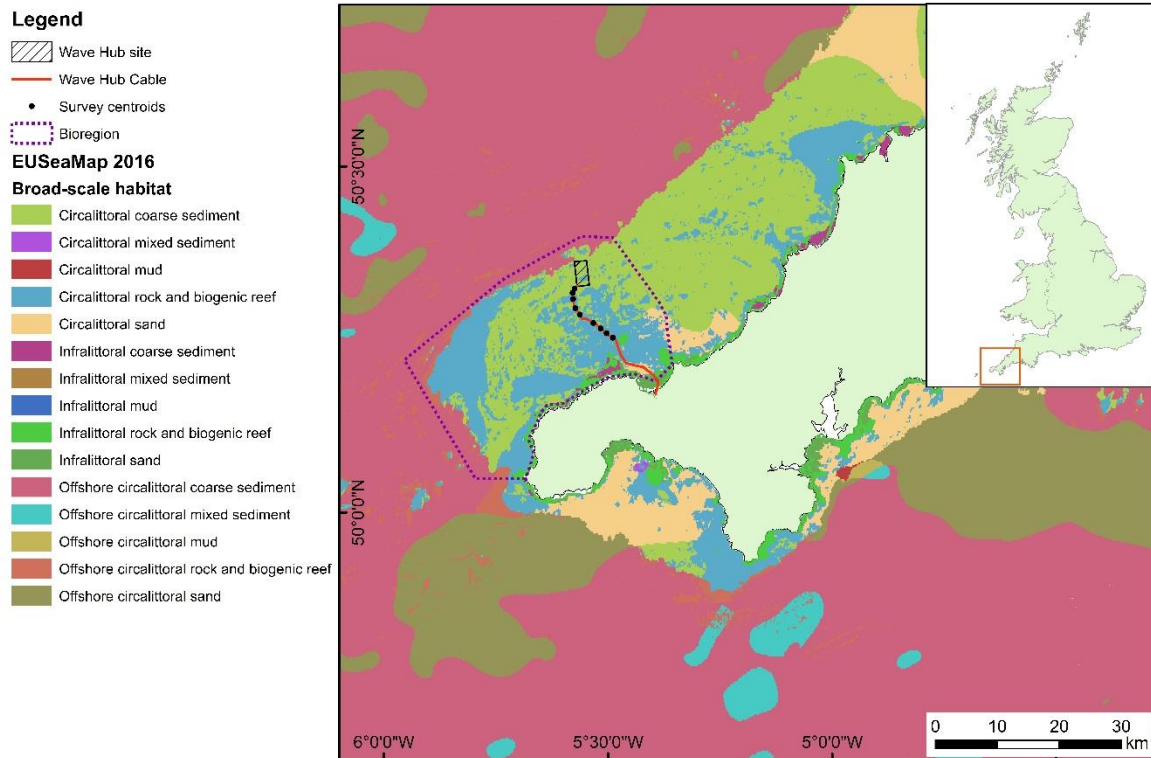 Legend
Wave Hub site
Wave Hub Cable
Survey centroids
Bioregion
EUSeaMap 2016
Broad-scale habitat
Circalittoral coarse sediment
Circalittoral mixed sediment
Circalittoral mud
Circalittoral rock and biogenic reef
Circalittoral sand
Infralittoral coarse sediment
Infralittoral mixed sediment
Infralittoral mud
Infralittoral rock and biogenic reef
Infralittoral sand
Offshore circalittoral coarse sediment
Offshore circalittoral mixed sediment
Offshore circalittoral mud
Offshore circalittoral rock and biogenic reef
Offshore circalittoral sand
50°30'0"N
50°0'0"N
6°0'0"W
5°30'0"W
5°0'0"W
0 10 20 30
km